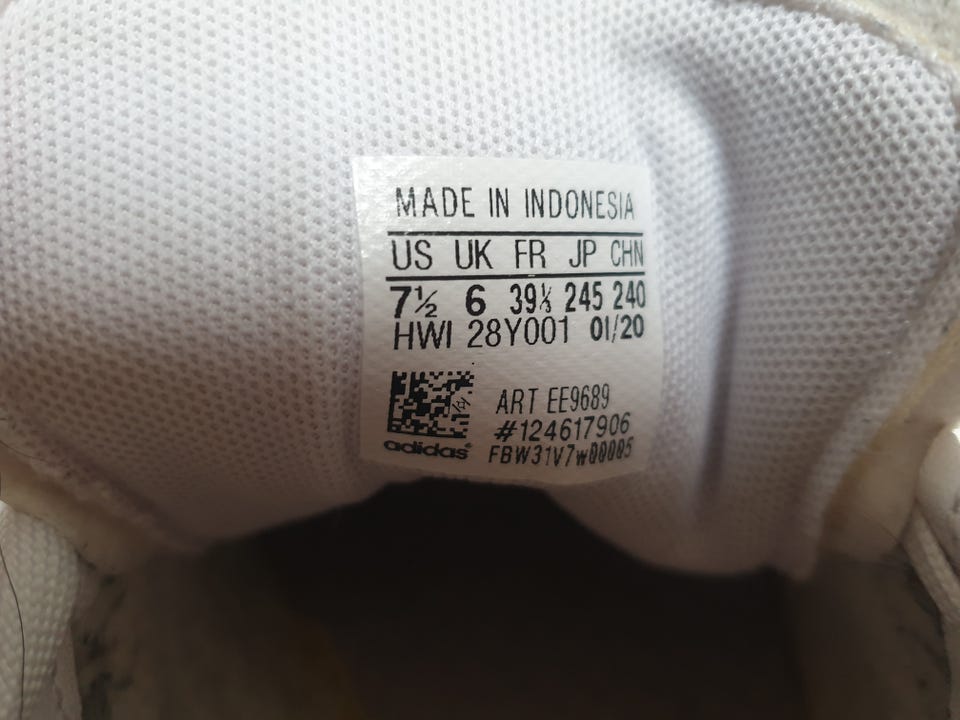 MADE IN INDONESIA
US UK FR JP CHN
7½ 6 39⅓ 245 240
HWI 28Y001 01/20
ART EE9689
#124617906
adidas
FBW31V7w00005